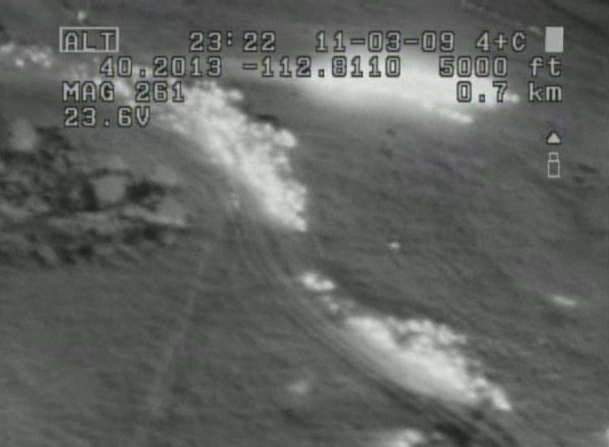 ALT 23:22 11-03-09 4+C
40.2013 -112.8110 5000 ft
MAG 261 0.7 km
23.6V